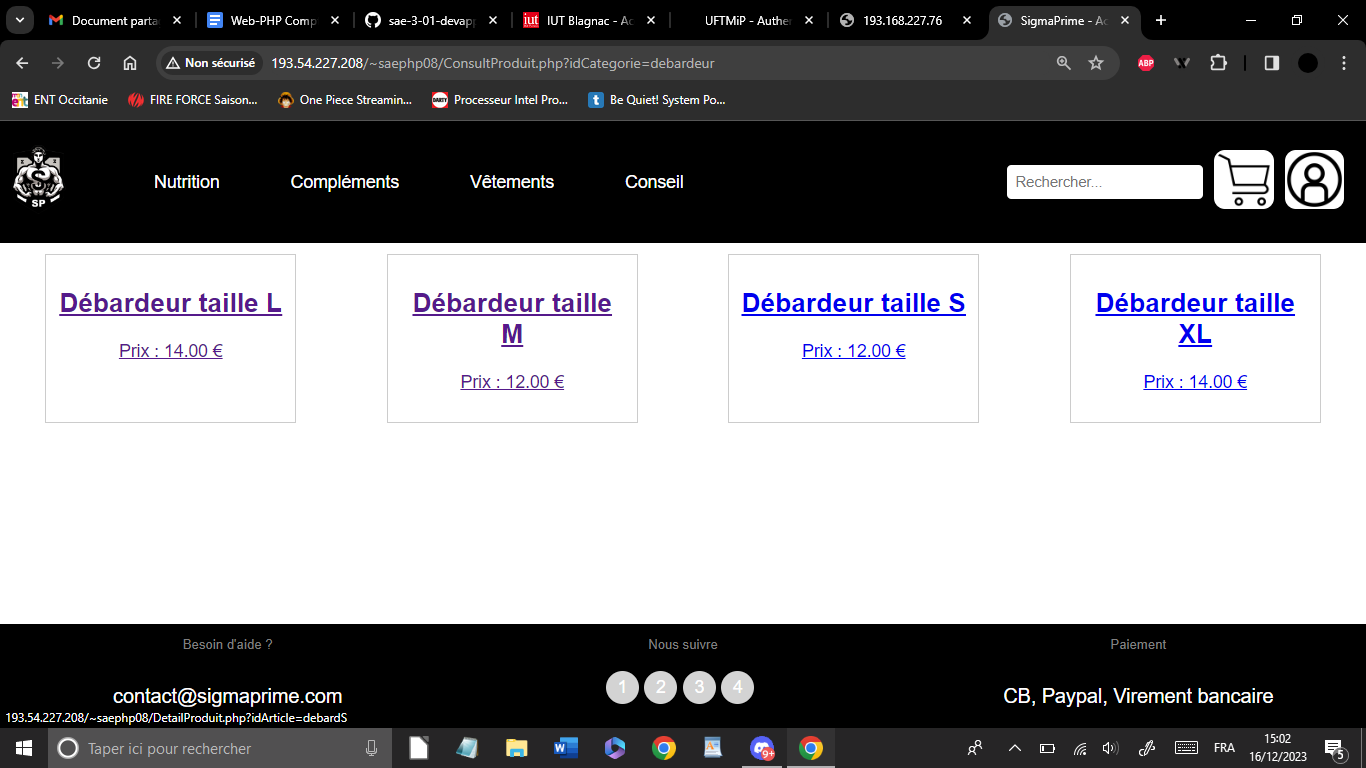 Document parta
Web-PHP Comp
sae-3-01-devapp
iut
IUT Blagnac - Ac
UFTMiP - Auther
193.168.227.76
SigmaPrime - Ac
Non sécurisé
193.54.227.208/~saephp08/ConsultProduit.php?idCategorie=debardeur
ABP
ENT Occitanie
FIRE FORCE Saison...
One Piece Streamin...
DARTY
Processeur Intel Pro...
t
Be Quiet! System Po...
SP
Nutrition
Compléments
Vêtements
Conseil
Rechercher...
Débardeur taille L
Prix : 14.00 €
Débardeur taille
M
Prix : 12.00 €
Débardeur taille S
Prix : 12.00 €
Débardeur taille
XL
Prix : 14.00 €
Besoin d'aide ?
contact@sigmaprime.com
Nous suivre
1 2 3 4
Paiement
CB, Paypal, Virement bancaire
193.54.227.208/~saephp08/DetailProduit.php?idArticle=debardS
Taper ici pour rechercher
9+
FRA
15:02
16/12/2023
5